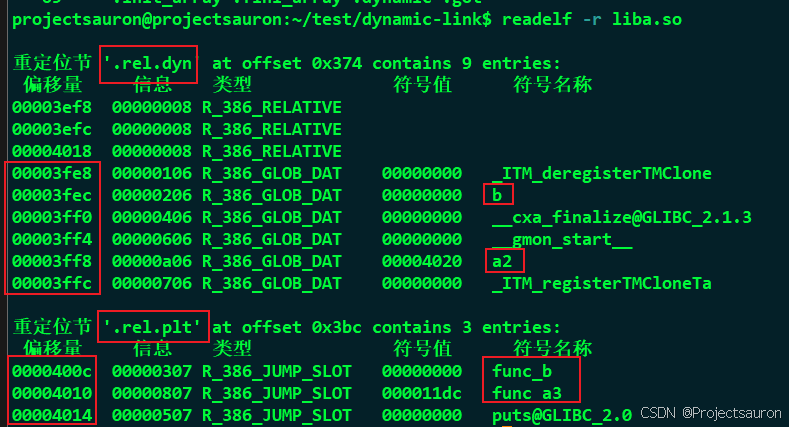 projectsauron@projectsauron:~/test/dynamic-link$ readelf -r liba.so
重定位节 '.rel.dyn' at offset 0x374 contains 9 entries:
偏移量 信息 类型 符号值 符号名称
00003ef8 00000008 R_386_RELATIVE
00003efc 00000008 R_386_RELATIVE
00004018 00000008 R_386_RELATIVE
00003fe8 00000106 R_386_GLOB_DAT 00000000 _ITM_deregisterTMClone
00003fec 00000206 R_386_GLOB_DAT 00000000 b
00003ff0 00000406 R_386_GLOB_DAT 00000000 __cxa_finalize@GLIBC_2.1.3
00003ff4 00000606 R_386_GLOB_DAT 00000000 __gmon_start__
00003ff8 00000a06 R_386_GLOB_DAT 00004020 a2
00003ffc 00000706 R_386_GLOB_DAT 00000000 _ITM_registerTMCloneTa
重定位节 '.rel.plt' at offset 0x3bc contains 3 entries:
偏移量 信息 类型 符号值 符号名称
0000400c 00000307 R_386_JUMP_SLOT 00000000 func_b
00004010 00000807 R_386_JUMP_SLOT 000011dc func_a3
00004014 00000507 R_386_JUMP_SLOT 00000000 puts@GLIBC_2.0
CSDN @Projectsauron